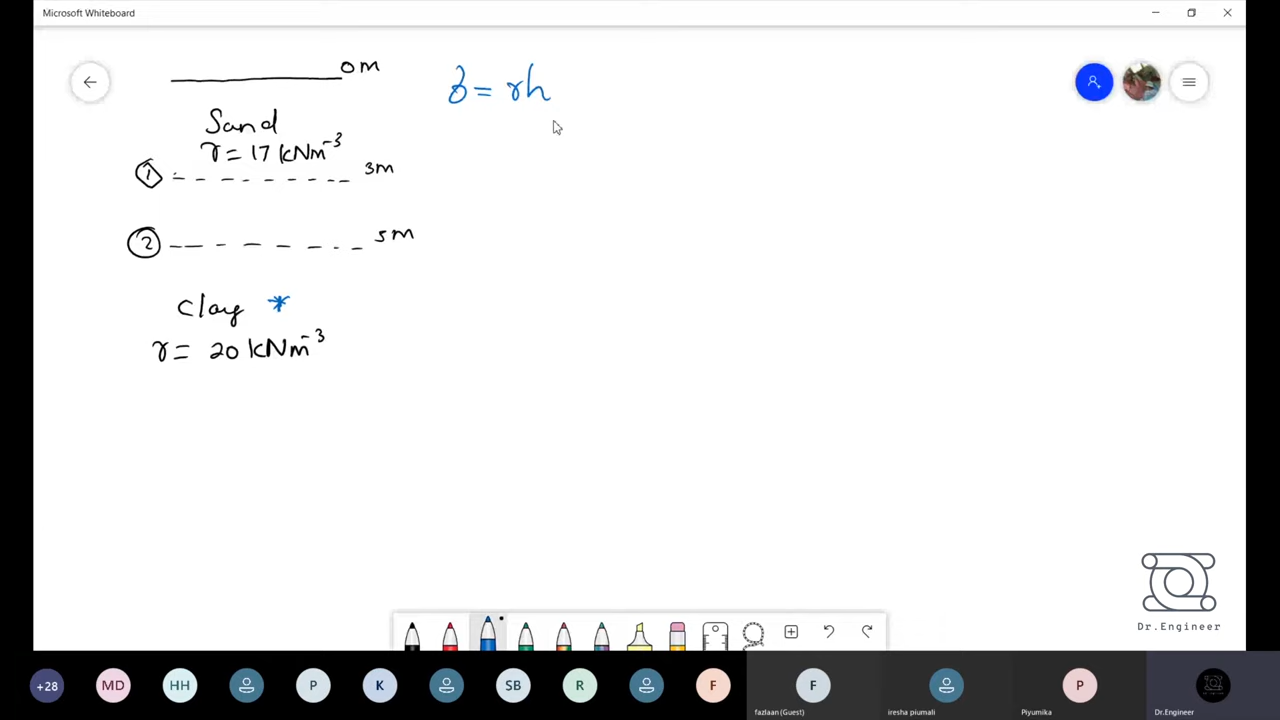 Microsoft Whiteboard
0m
σ = γh
Sand
γ = 17 kNm⁻³
1
3m
2
5m
Clay *
γ = 20 kNm⁻³
Dr.Engineer
+28
MD
HH
P
K
SB
R
F
F
P
fazlaan (Guest)
iresha piumali
Piyumika
Dr.Engineer